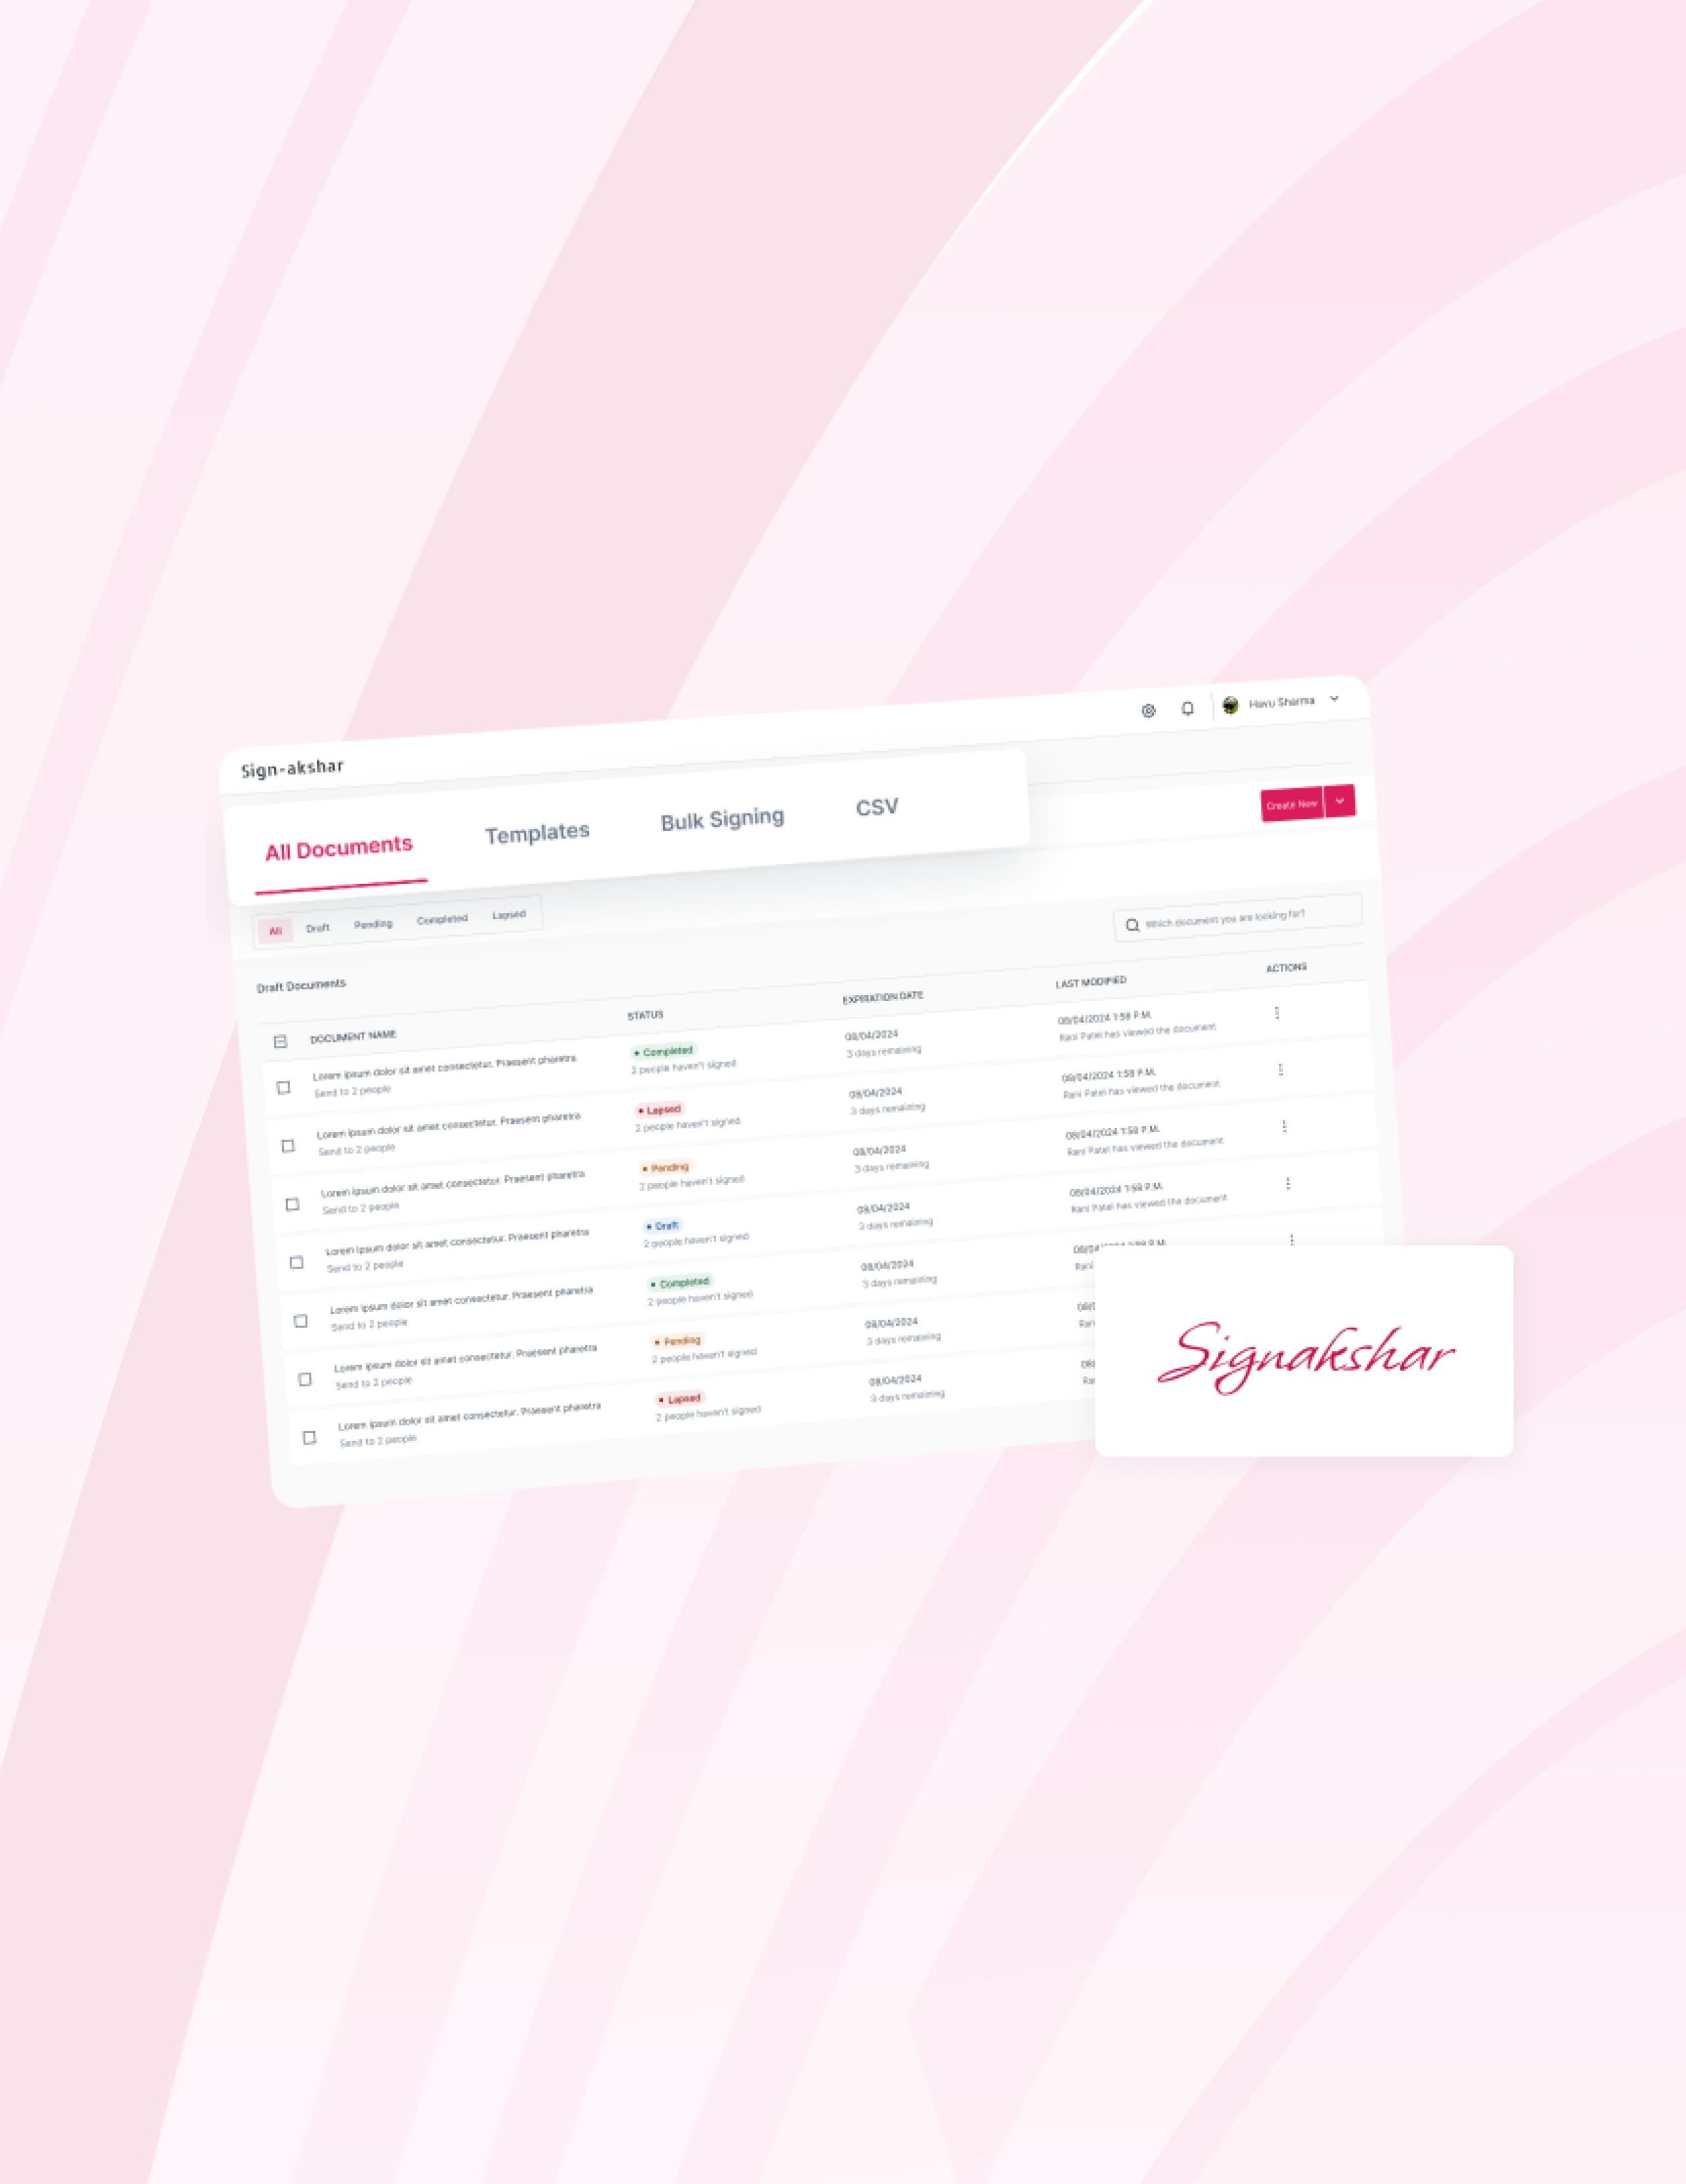 Havu Sharma
Sign-akshar
All Documents Templates Bulk Signing CSV
Create New
All Draft Pending Completed Lapsed
Which document you are looking for?
Draft Documents
DOCUMENT NAME STATUS EXPIRATION DATE LAST MODIFIED ACTIONS
Lorem ipsum dolor sit amet consectetur. Praesent pharetra Completed 08/04/2024 08/04/2024 1:58 P.M.
Send to 2 people 2 people haven't signed 3 days remaining Rani Patel has viewed the document
Lorem ipsum dolor sit amet consectetur. Praesent pharetra Lapsed 08/04/2024 08/04/2024 1:58 P.M.
Send to 2 people 2 people haven't signed 3 days remaining Rani Patel has viewed the document
Lorem ipsum dolor sit amet consectetur. Praesent pharetra Pending 08/04/2024 08/04/2024 1:58 P.M.
Send to 2 people 2 people haven't signed 3 days remaining Rani Patel has viewed the document
Lorem ipsum dolor sit amet consectetur. Praesent pharetra Draft 08/04/2024 08/04/2024 1:58 P.M.
Send to 2 people 2 people haven't signed 3 days remaining Rani Patel has viewed the document
Lorem ipsum dolor sit amet consectetur. Praesent pharetra Completed 08/04/2024
Send to 2 people 2 people haven't signed 3 days remaining Rani
Lorem ipsum dolor sit amet consectetur. Praesent pharetra Pending 08/04/2024
Send to 2 people 2 people haven't signed 3 days remaining
Lorem ipsum dolor sit amet consectetur. Praesent pharetra Lapsed 08/04/2024
Send to 2 people 2 people haven't signed 3 days remaining
Signakshar